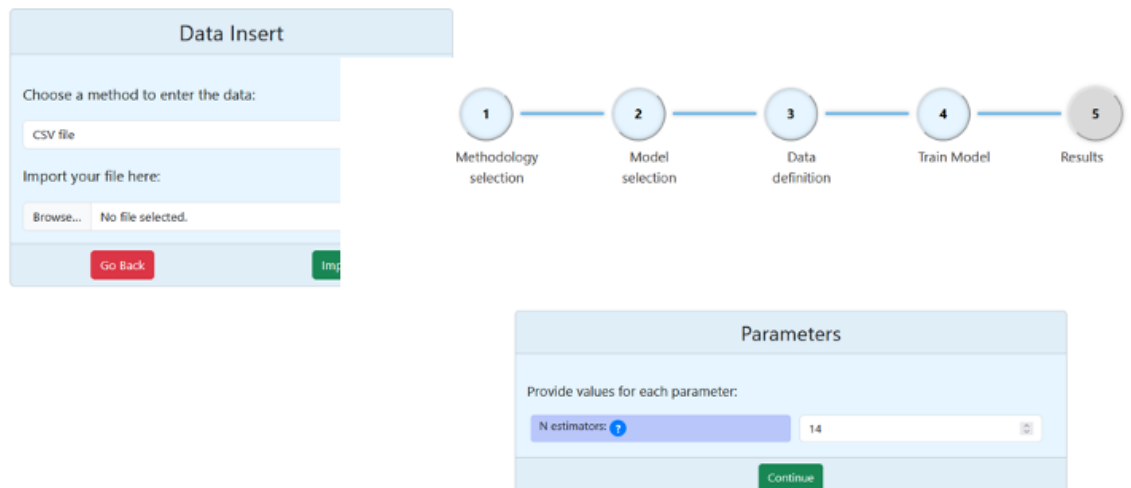 Data Insert
Choose a method to enter the data:
CSV file
Import your file here:
Browse... No file selected.
Go Back Imp
1 2 3 4 5
Methodology selection
Model selection
Data definition
Train Model
Results
Parameters
Provide values for each parameter:
N estimators: ? 14
Continue